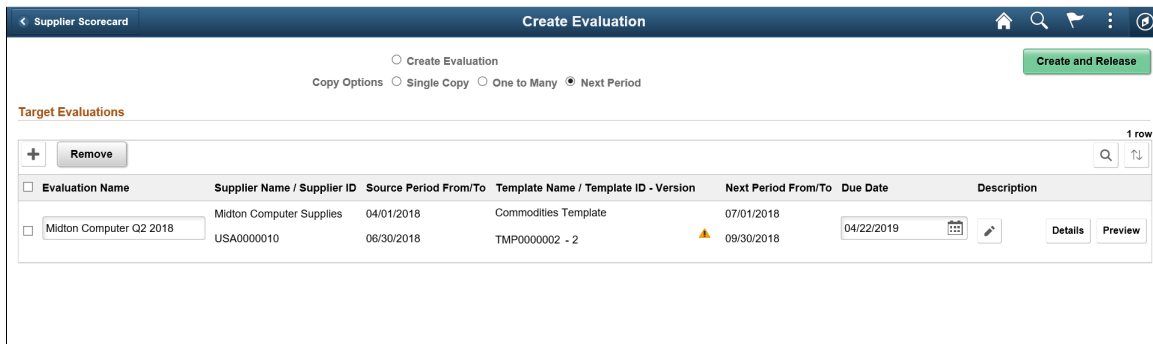 Supplier Scorecard
Create Evaluation
Create Evaluation
Create and Release
Copy Options Single Copy One to Many Next Period
Target Evaluations
1 row
Remove
Evaluation Name Supplier Name / Supplier ID Source Period From/To Template Name / Template ID - Version Next Period From/To Due Date Description
Midton Computer Q2 2018 Midton Computer Supplies 04/01/2018 Commodities Template 07/01/2018 04/22/2019 Details Preview
USA0000010 06/30/2018 TMP0000002 - 2 09/30/2018